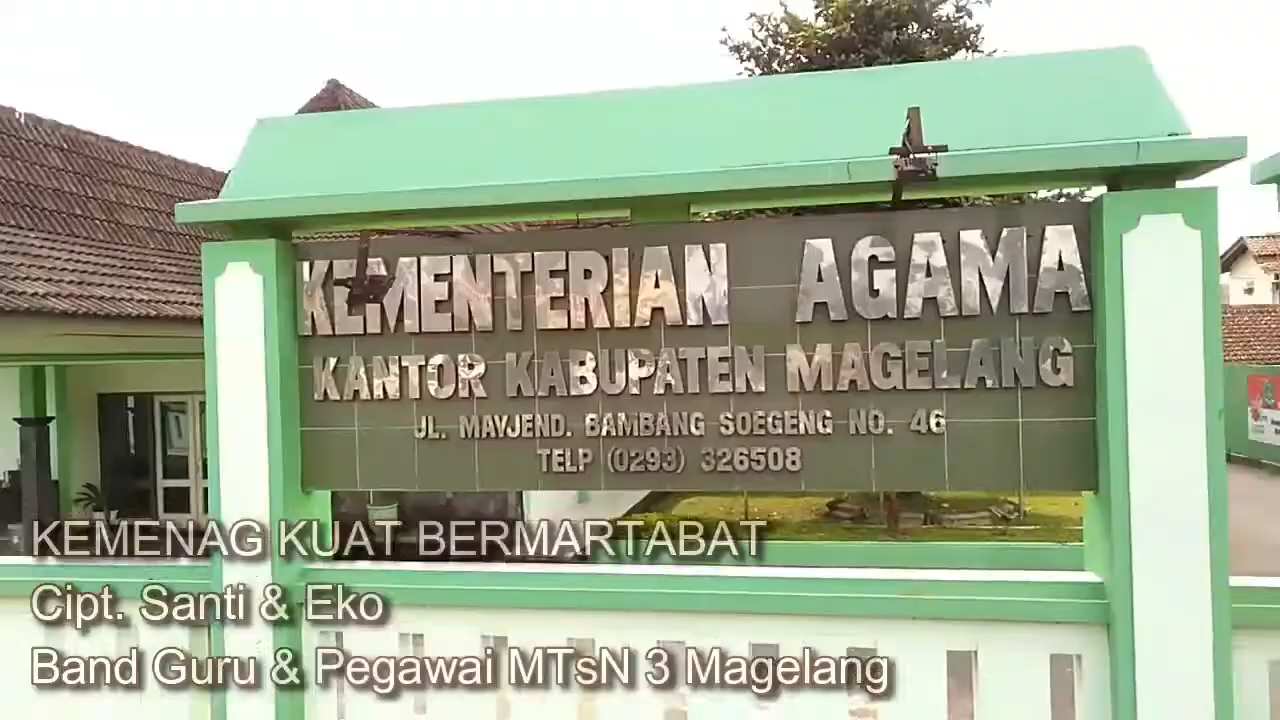 KEMENTERIAN AGAMA
KANTOR KABUPATEN MAGELANG
JL. MAYJEND. BAMBANG SOEGENG NO. 46
TELP (0293) 326508
KEMENAG KUAT BERMARTABAT
Cipt. Santi & Eko
Band Guru & Pegawai MTsN 3 Magelang